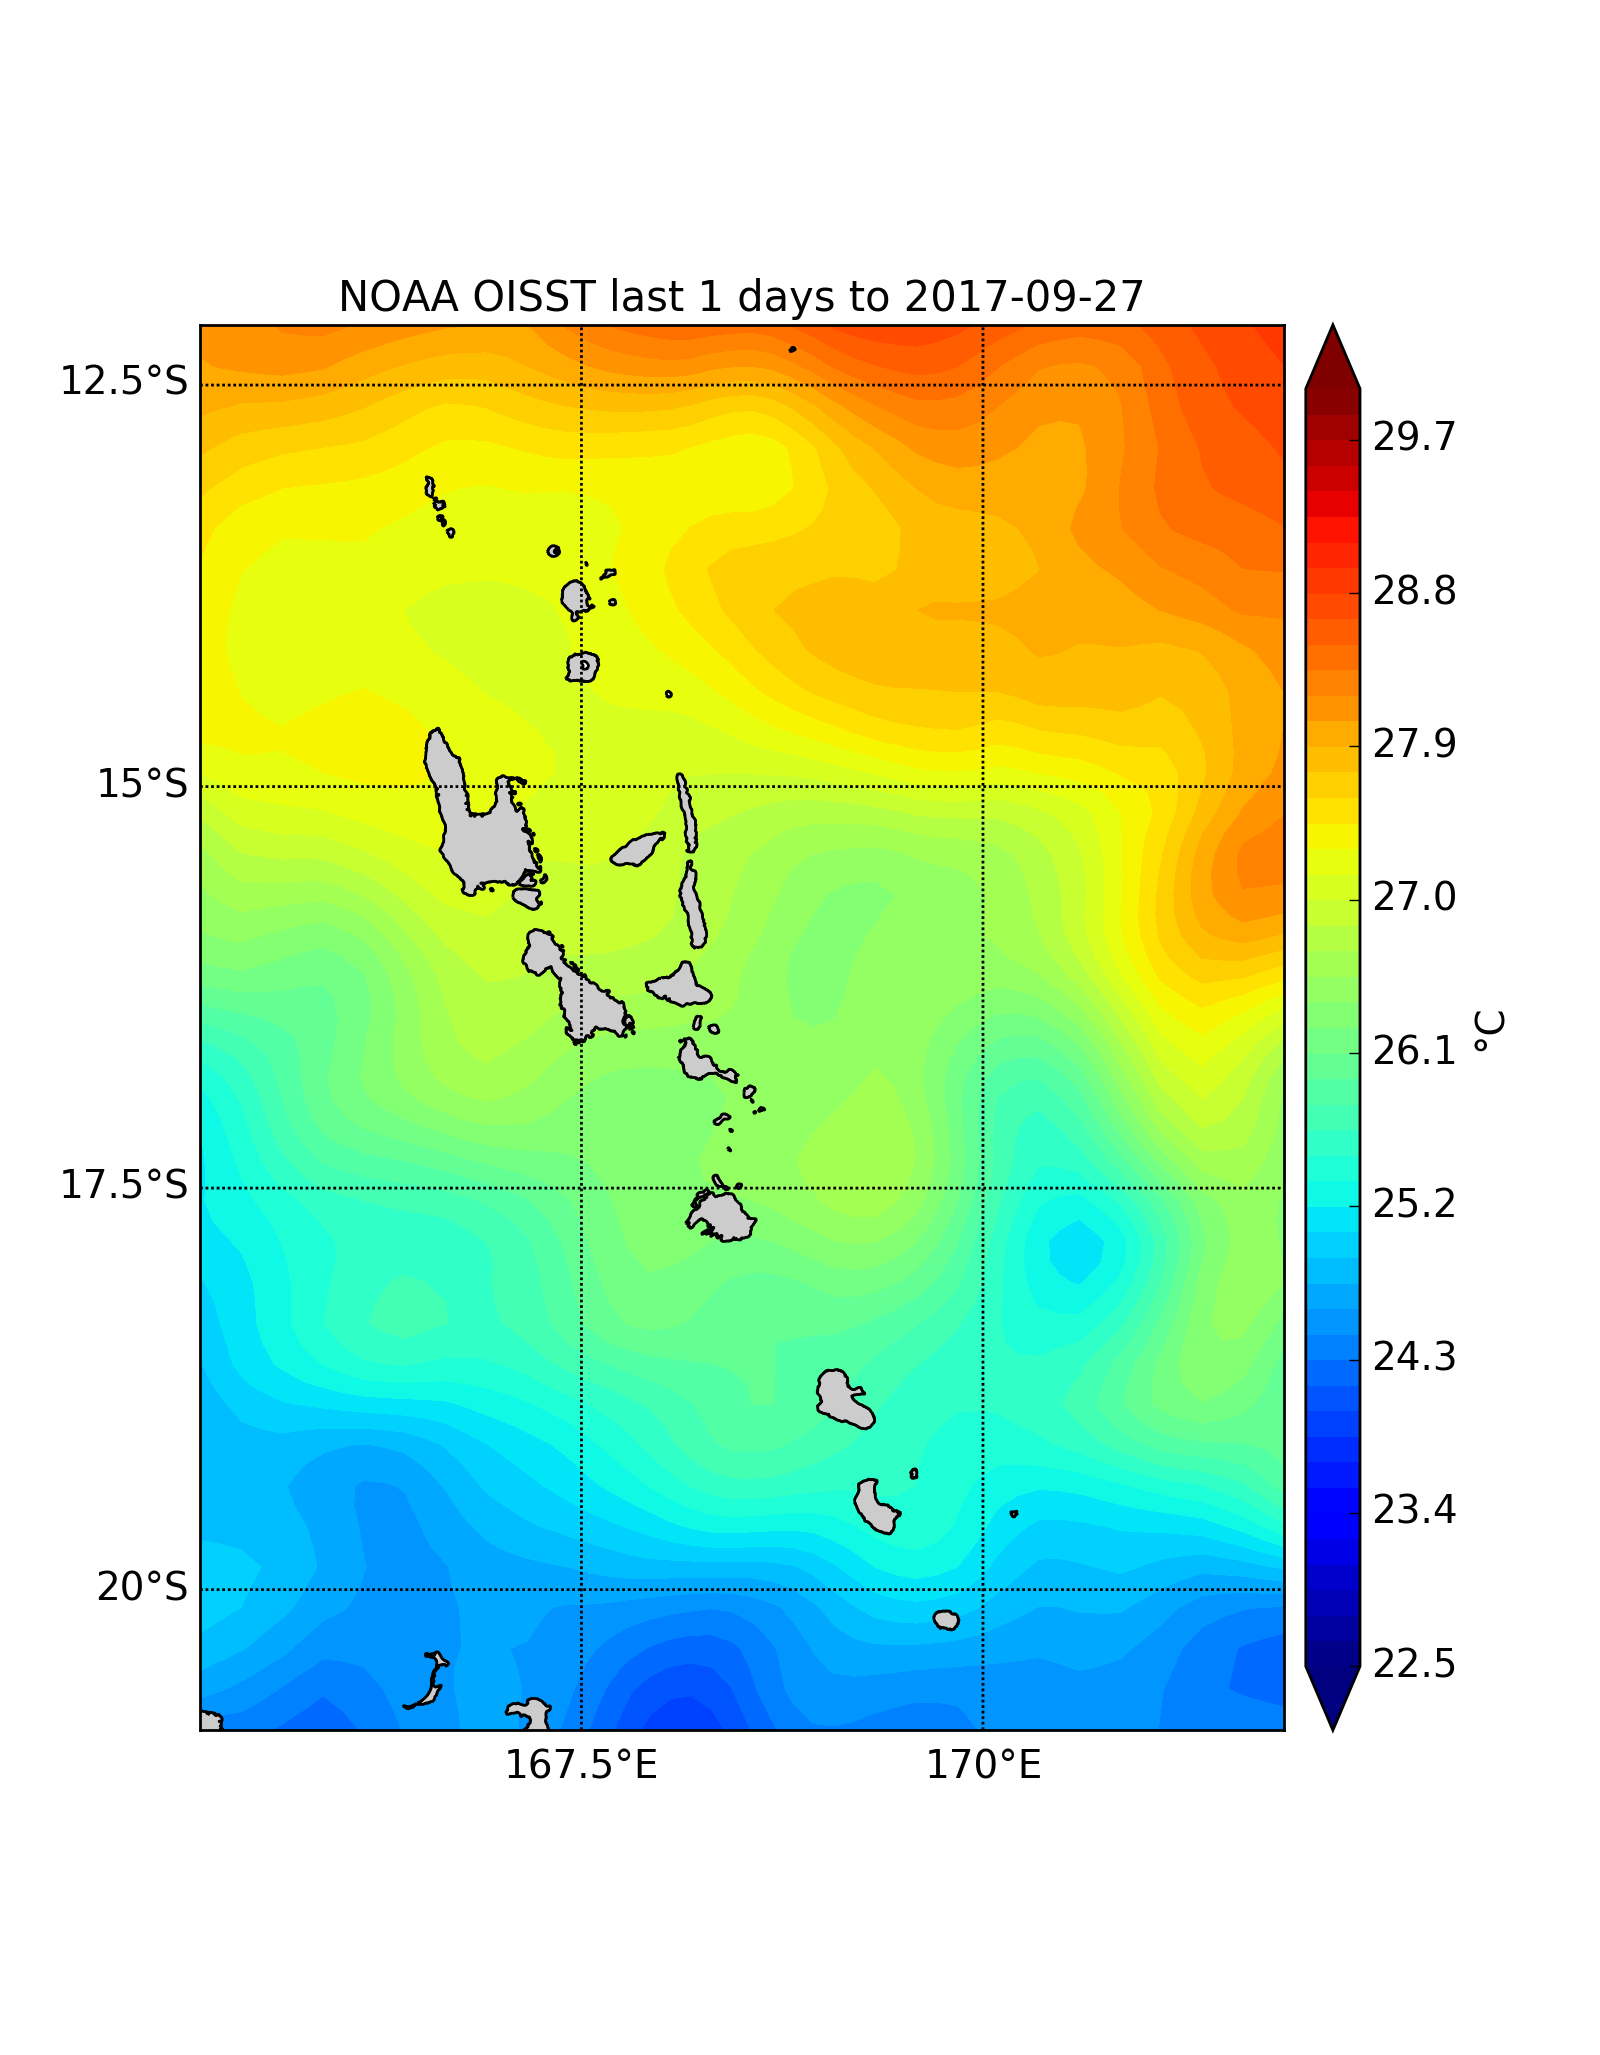 NOAA OISST last 1 days to 2017-09-27
12.5°S
15°S
17.5°S
20°S
167.5°E
170°E
29.7
28.8
27.9
27.0
26.1
25.2
24.3
23.4
22.5
°C